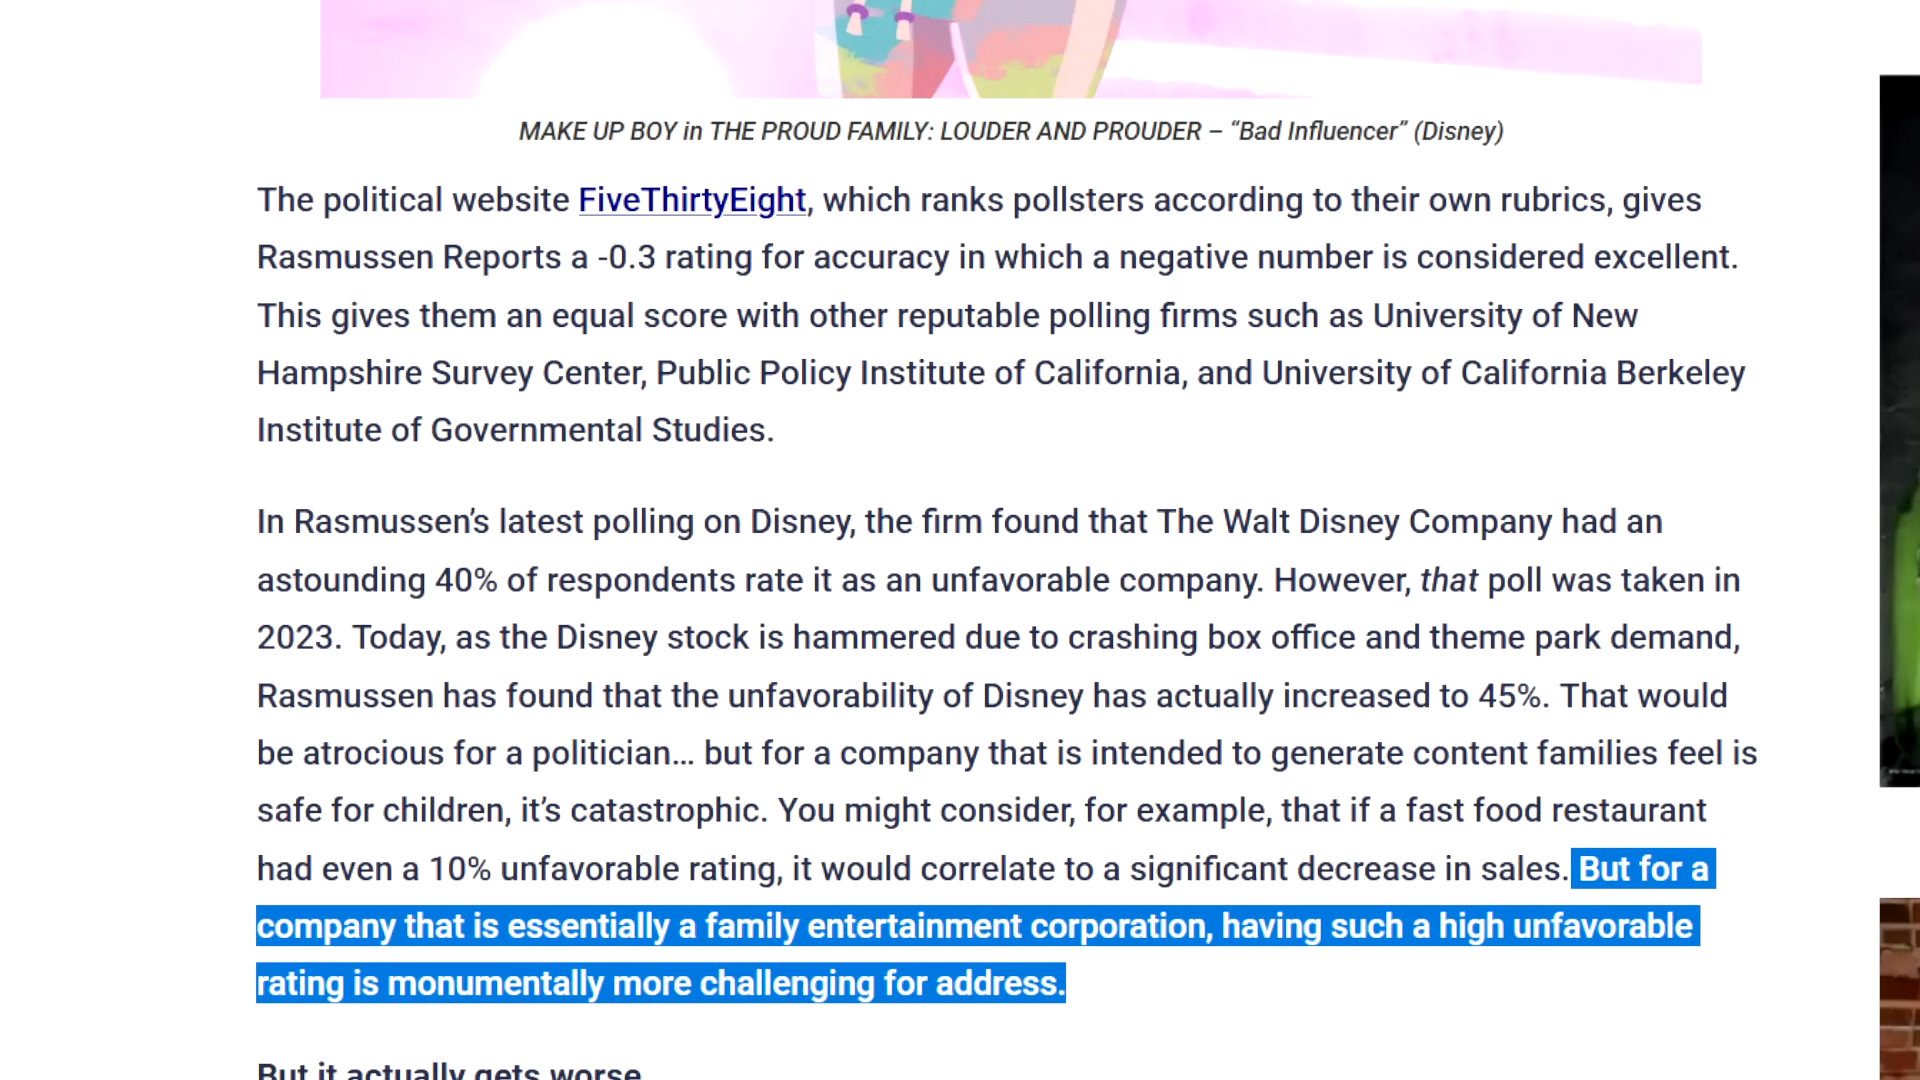 MAKE UP BOY in THE PROUD FAMILY: LOUDER AND PROUDER – “Bad Influencer” (Disney)
The political website FiveThirtyEight, which ranks pollsters according to their own rubrics, gives
Rasmussen Reports a -0.3 rating for accuracy in which a negative number is considered excellent.
This gives them an equal score with other reputable polling firms such as University of New
Hampshire Survey Center, Public Policy Institute of California, and University of California Berkeley
Institute of Governmental Studies.
In Rasmussen’s latest polling on Disney, the firm found that The Walt Disney Company had an
astounding 40% of respondents rate it as an unfavorable company. However, that poll was taken in
2023. Today, as the Disney stock is hammered due to crashing box office and theme park demand,
Rasmussen has found that the unfavorability of Disney has actually increased to 45%. That would
be atrocious for a politician… but for a company that is intended to generate content families feel is
safe for children, it’s catastrophic. You might consider, for example, that if a fast food restaurant
had even a 10% unfavorable rating, it would correlate to a significant decrease in sales. But for a
company that is essentially a family entertainment corporation, having such a high unfavorable
rating is monumentally more challenging for address.
But it actually gets worse